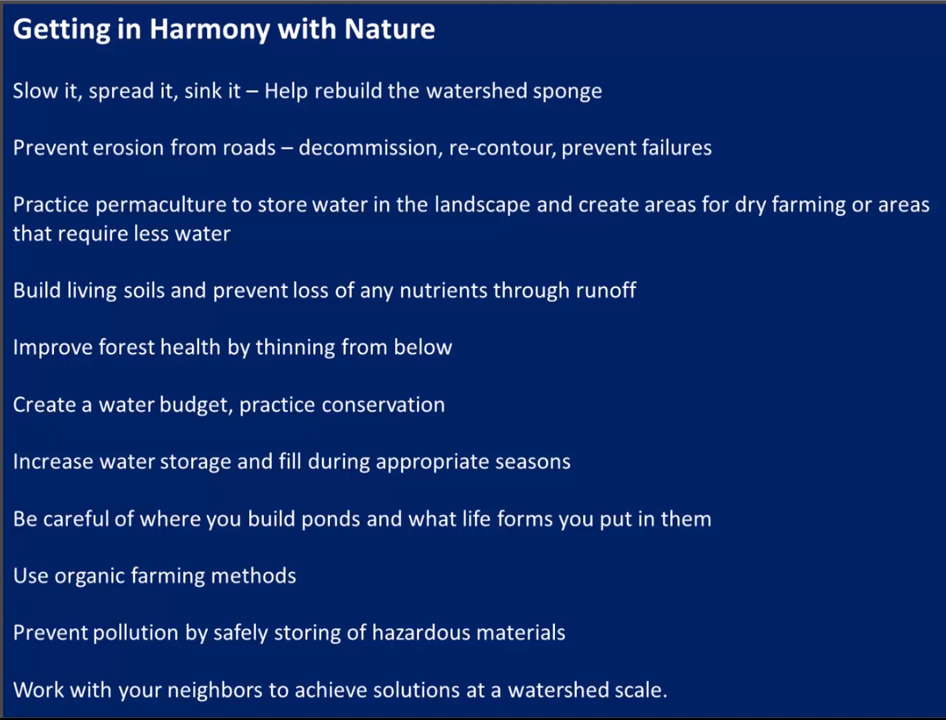 Getting in Harmony with Nature
Slow it, spread it, sink it – Help rebuild the watershed sponge
Prevent erosion from roads – decommission, re-contour, prevent failures
Practice permaculture to store water in the landscape and create areas for dry farming or areas
that require less water
Build living soils and prevent loss of any nutrients through runoff
Improve forest health by thinning from below
Create a water budget, practice conservation
Increase water storage and fill during appropriate seasons
Be careful of where you build ponds and what life forms you put in them
Use organic farming methods
Prevent pollution by safely storing of hazardous materials
Work with your neighbors to achieve solutions at a watershed scale.